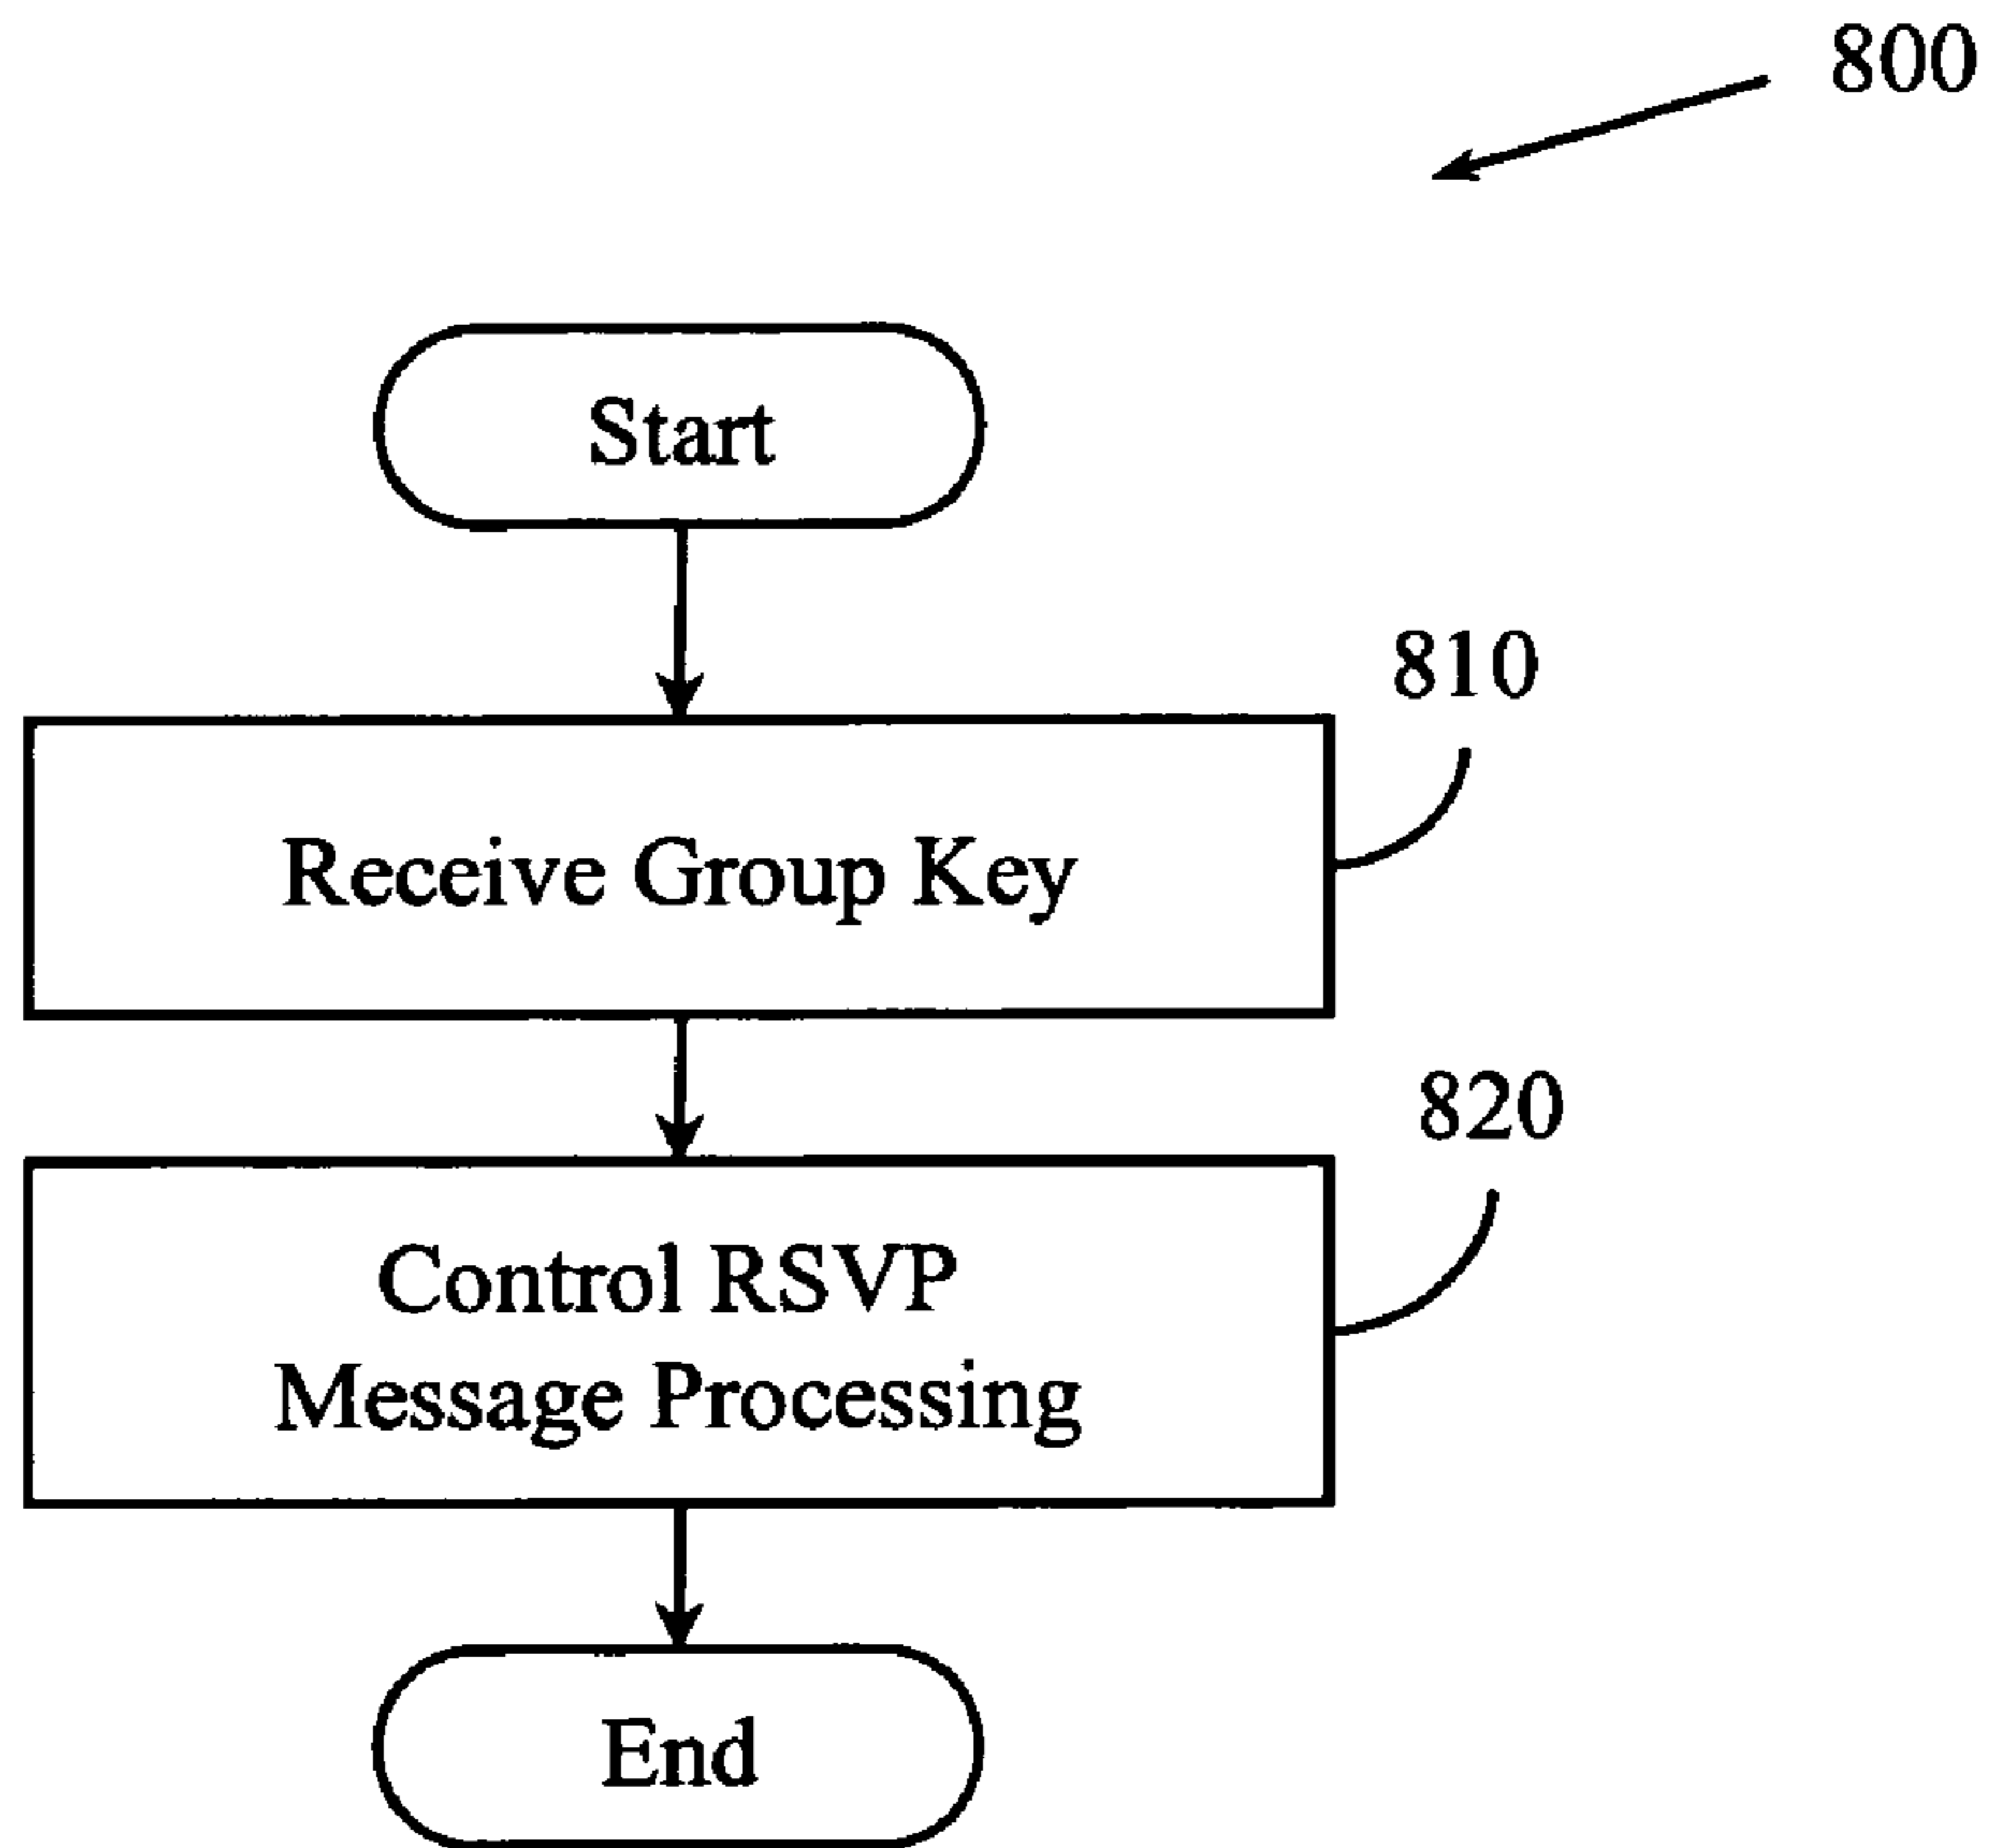 800
Start
810
Receive Group Key
820
Control RSVP
Message Processing
End